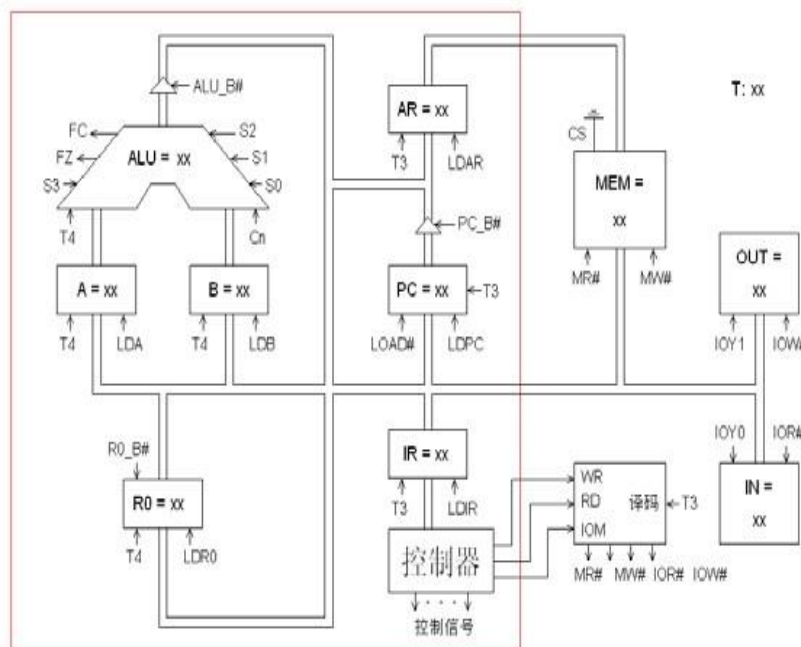 ALU_B#
AR = xx
T: xx
FC
S2
CS
FZ
ALU = xx
S1
T3
LDAR
MEM =
xx
S3
S0
T4
Cn
PC_B#
MR#
MW#
OUT =
xx
A = xx
B = xx
PC = xx
T3
T4
LDA
T4
LDB
LOAD#
LDPC
IOY1
IOW#
R0_B#
IR = xx
IOY0
IOR#
R0 = xx
T3
LDIR
WR
RD
译码
T3
IOM
IN =
xx
T4
LDR0
控制器
MR#
MW#
IOR#
IOW#
控制信号